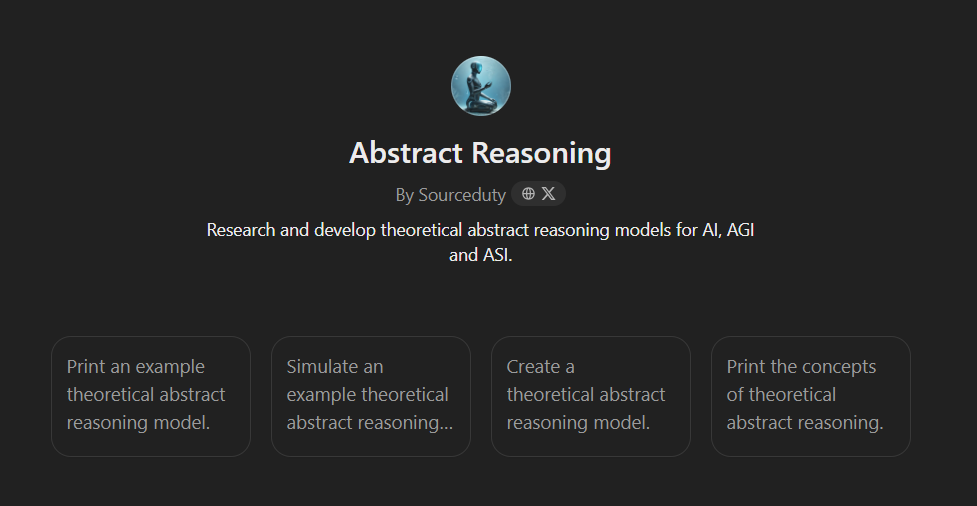 Abstract Reasoning
By Sourceduty
Research and develop theoretical abstract reasoning models for AI, AGI
and ASI.
Print an example
theoretical abstract
reasoning model.
Simulate an
example theoretical
abstract reasoning...
Create a
theoretical abstract
reasoning model.
Print the concepts
of theoretical
abstract reasoning.